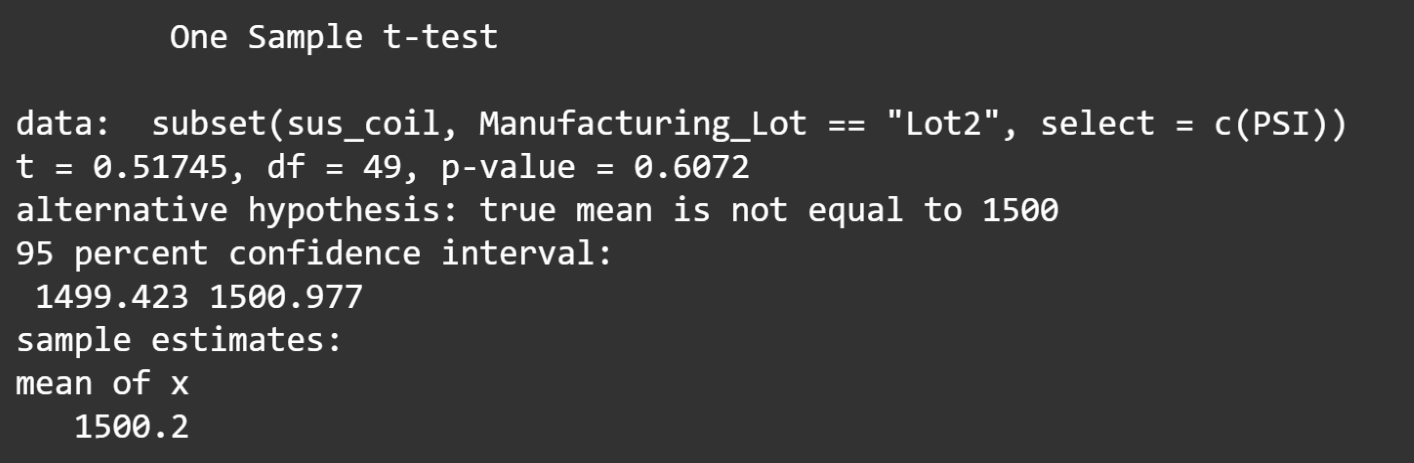 One Sample t-test
data:  subset(sus_coil, Manufacturing_Lot == "Lot2", select = c(PSI))
t = 0.51745, df = 49, p-value = 0.6072
alternative hypothesis: true mean is not equal to 1500
95 percent confidence interval:
 1499.423 1500.977
sample estimates:
mean of x
   1500.2